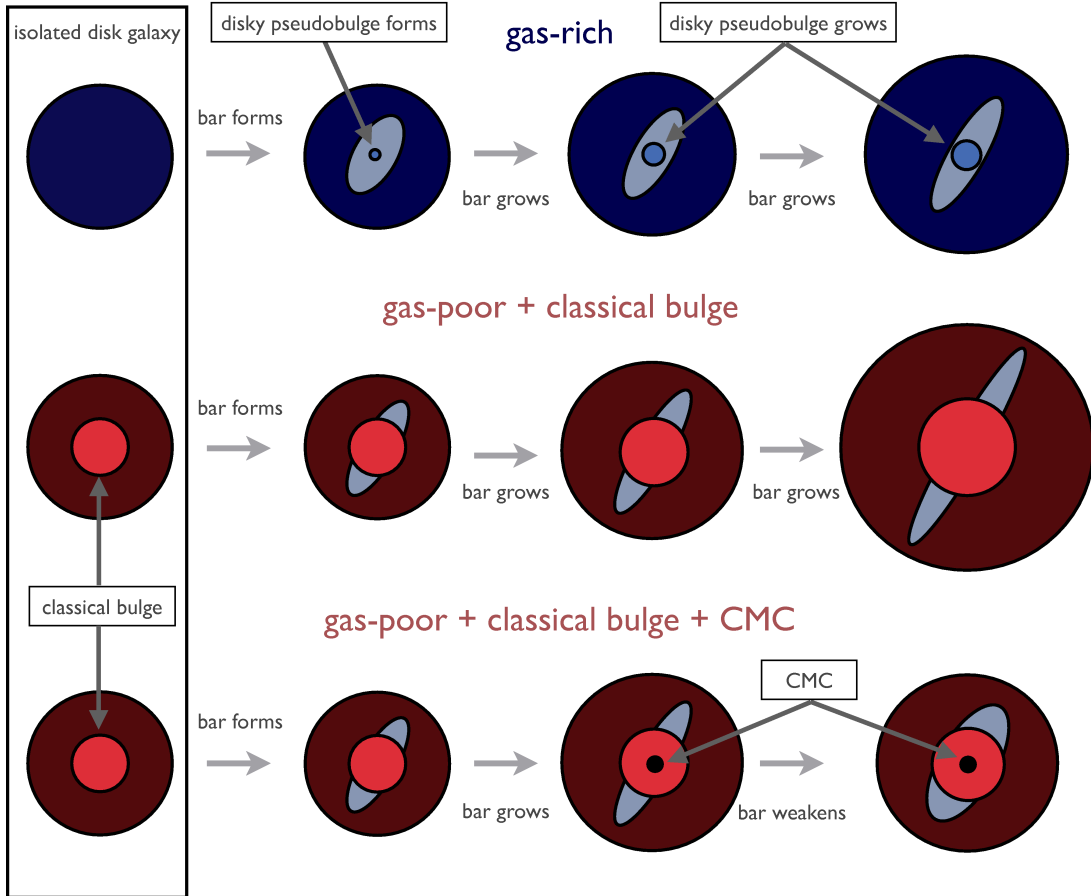 isolated disk galaxy
disky pseudobulge forms
gas-rich
disky pseudobulge grows
bar forms
bar grows
bar grows
gas-poor + classical bulge
bar forms
bar grows
bar grows
classical bulge
gas-poor + classical bulge + CMC
CMC
bar forms
bar grows
bar weakens